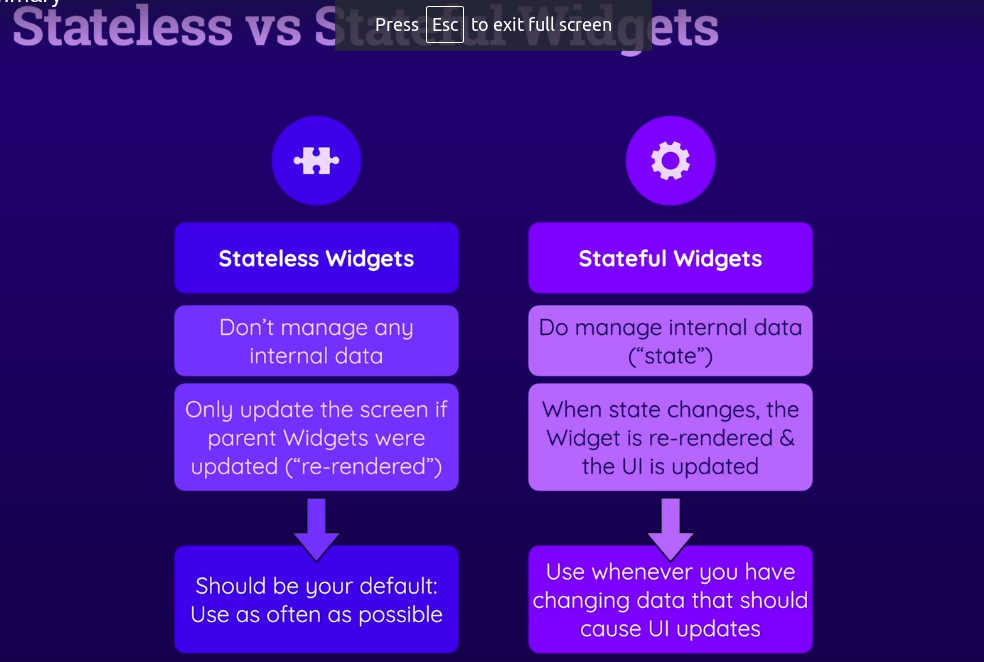 Stateless vs Stateful Widgets
Press Esc to exit full screen
Stateless Widgets
Don't manage any
internal data
Only update the screen if
parent Widgets were
updated ("re-rendered")
Should be your default:
Use as often as possible
Stateful Widgets
Do manage internal data
("state")
When state changes, the
Widget is re-rendered &
the UI is updated
Use whenever you have
changing data that should
cause UI updates